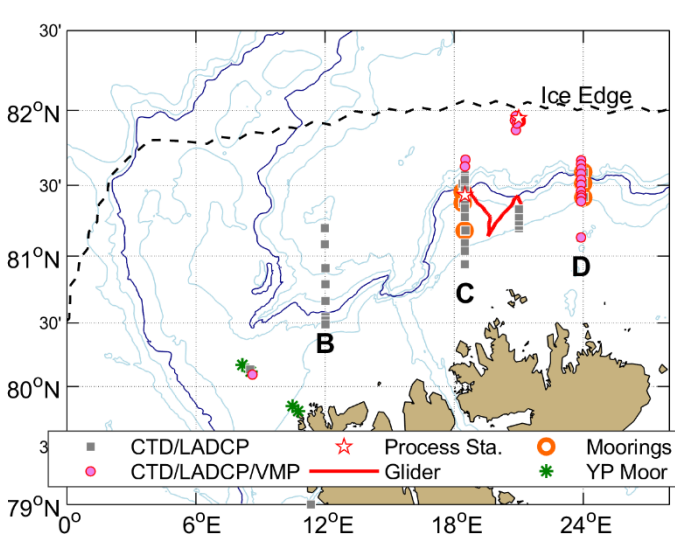 30'
82°N
Ice Edge
30'
81°N
D
C
30'
B
80°N
3
CTD/LADCP
Process Sta.
Moorings
CTD/LADCP/VMP
Glider
YP Moor
79°N
0°
6°E
12°E
18°E
24°E